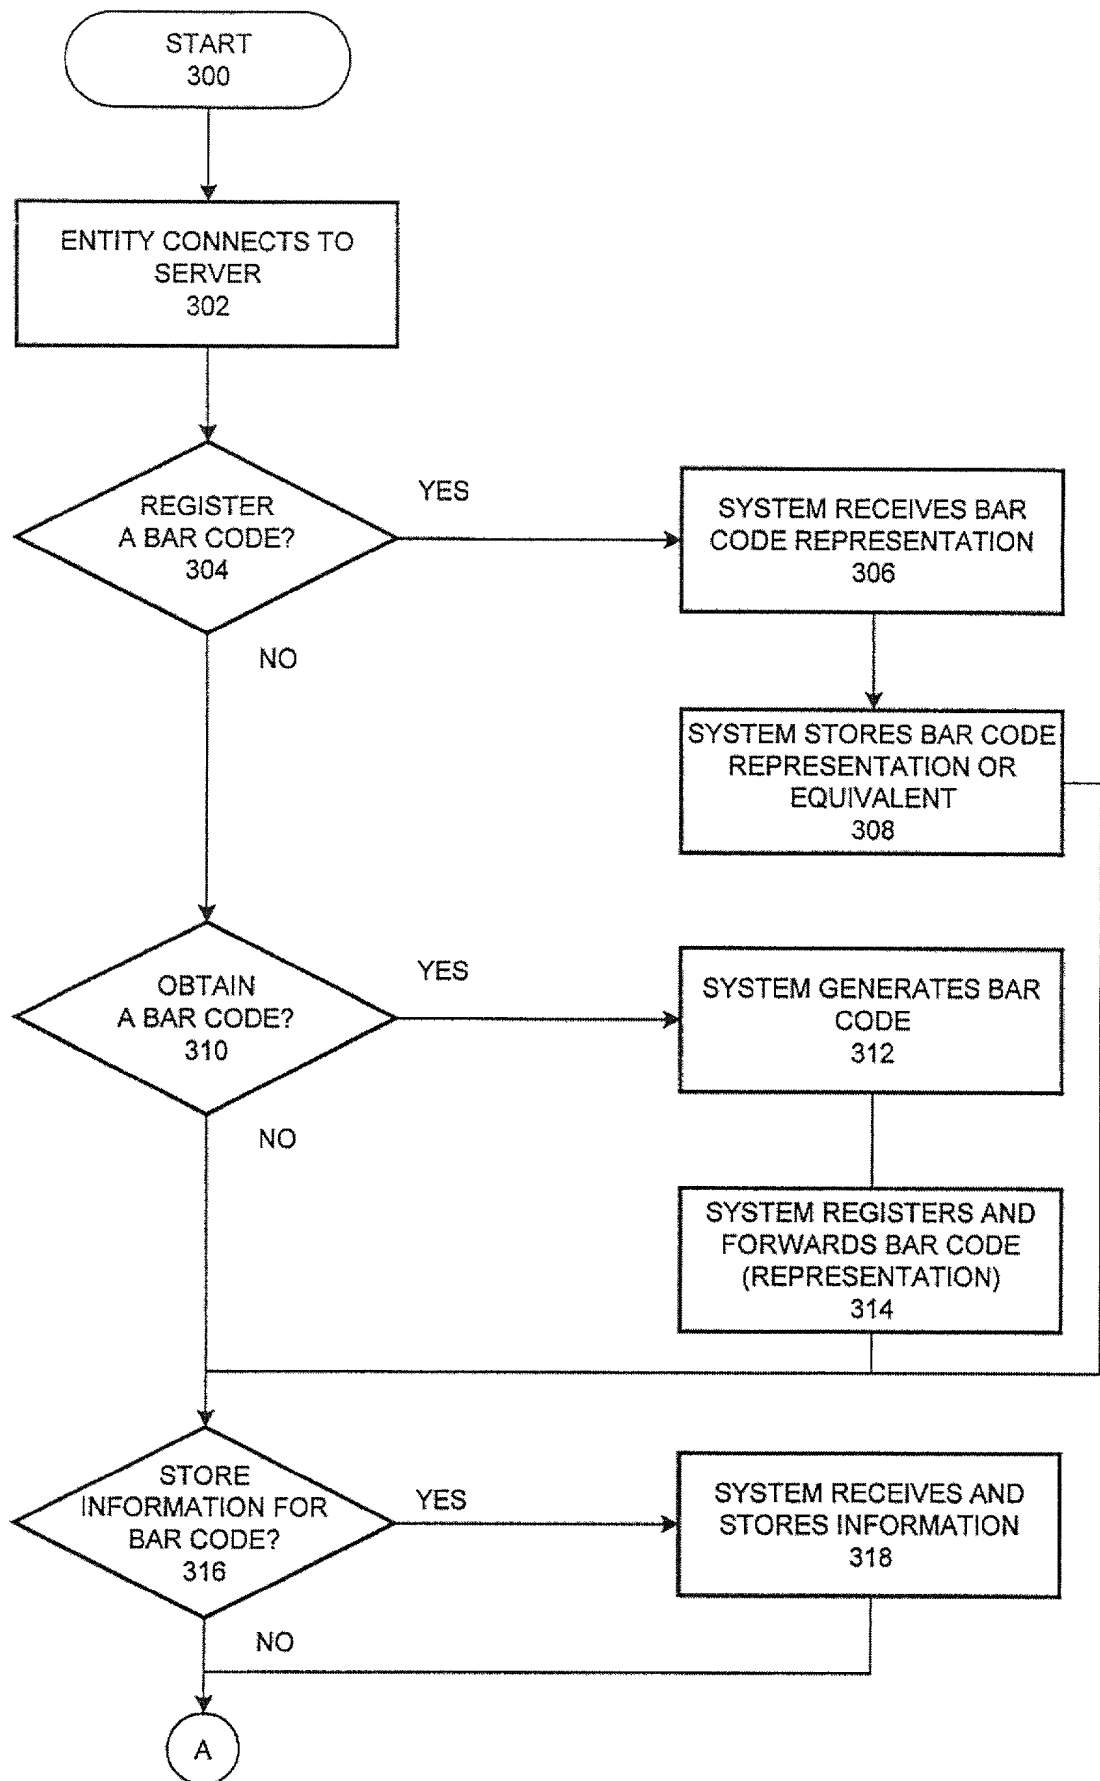 START
300
ENTITY CONNECTS TO
SERVER
302
REGISTER
A BAR CODE?
304
YES
NO
SYSTEM RECEIVES BAR
CODE REPRESENTATION
306
SYSTEM STORES BAR CODE
REPRESENTATION OR
EQUIVALENT
308
OBTAIN
A BAR CODE?
310
YES
NO
SYSTEM GENERATES BAR
CODE
312
SYSTEM REGISTERS AND
FORWARDS BAR CODE
(REPRESENTATION)
314
STORE
INFORMATION FOR
BAR CODE?
316
YES
NO
SYSTEM RECEIVES AND
STORES INFORMATION
318
A